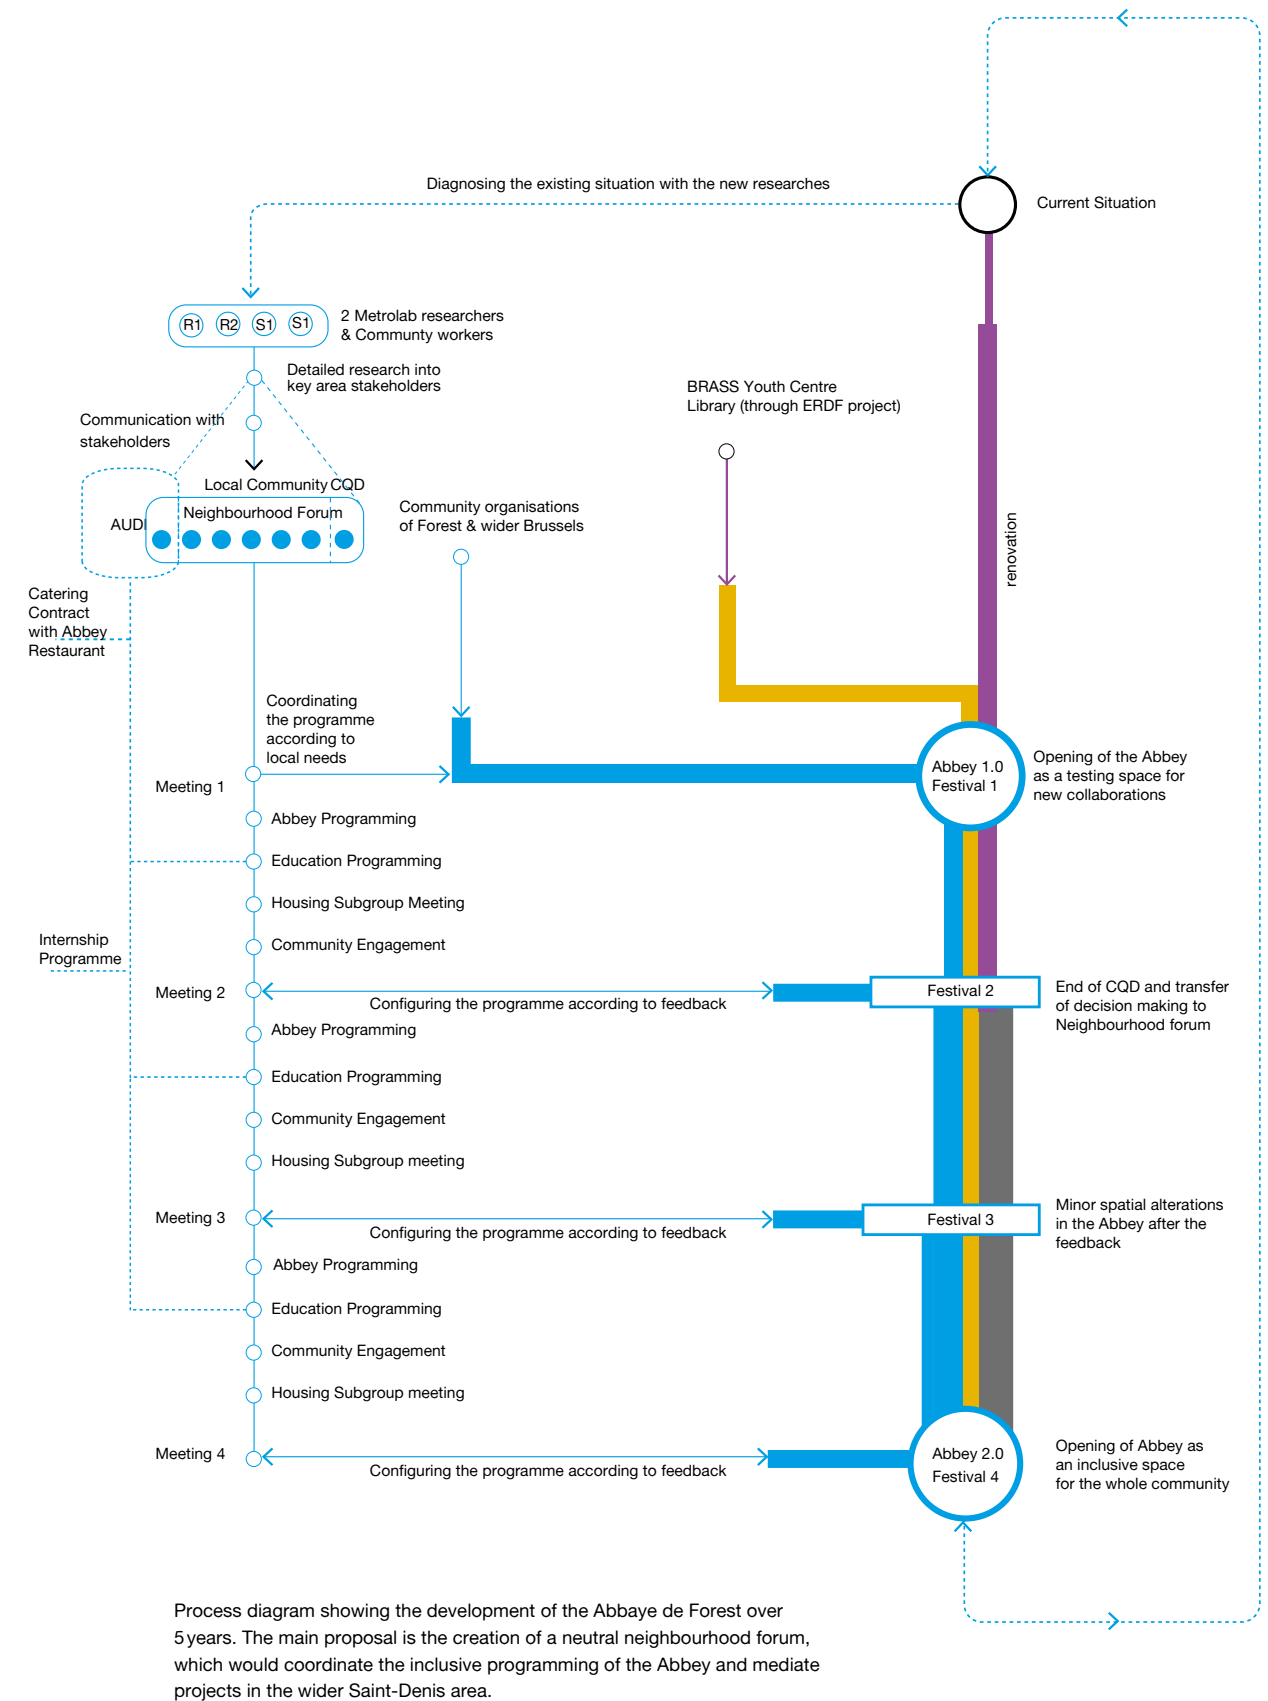 Diagnosing the existing situation with the new researches
Current Situation
R1 R2 S1 S1
2 Metrolab researchers
& Communty workers
Detailed research into
key area stakeholders
Communication with
stakeholders
BRASS Youth Centre
Library (through ERDF project)
Local Community CQD
Neighbourhood Forum
AUDI
Community organisations
of Forest & wider Brussels
renovation
Catering
Contract
with Abbey
Restaurant
Coordinating
the programme
according to
local needs
Meeting 1
Abbey 1.0
Festival 1
Opening of the Abbey
as a testing space for
new collaborations
Abbey Programming
Education Programming
Housing Subgroup Meeting
Community Engagement
Internship
Programme
Meeting 2
Configuring the programme according to feedback
Festival 2
End of CQD and transfer
of decision making to
Neighbourhood forum
Abbey Programming
Education Programming
Community Engagement
Housing Subgroup meeting
Meeting 3
Configuring the programme according to feedback
Festival 3
Minor spatial alterations
in the Abbey after the
feedback
Abbey Programming
Education Programming
Community Engagement
Housing Subgroup meeting
Meeting 4
Configuring the programme according to feedback
Abbey 2.0
Festival 4
Opening of Abbey as
an inclusive space
for the whole community
Process diagram showing the development of the Abbaye de Forest over
5 years. The main proposal is the creation of a neutral neighbourhood forum,
which would coordinate the inclusive programming of the Abbey and mediate
projects in the wider Saint-Denis area.